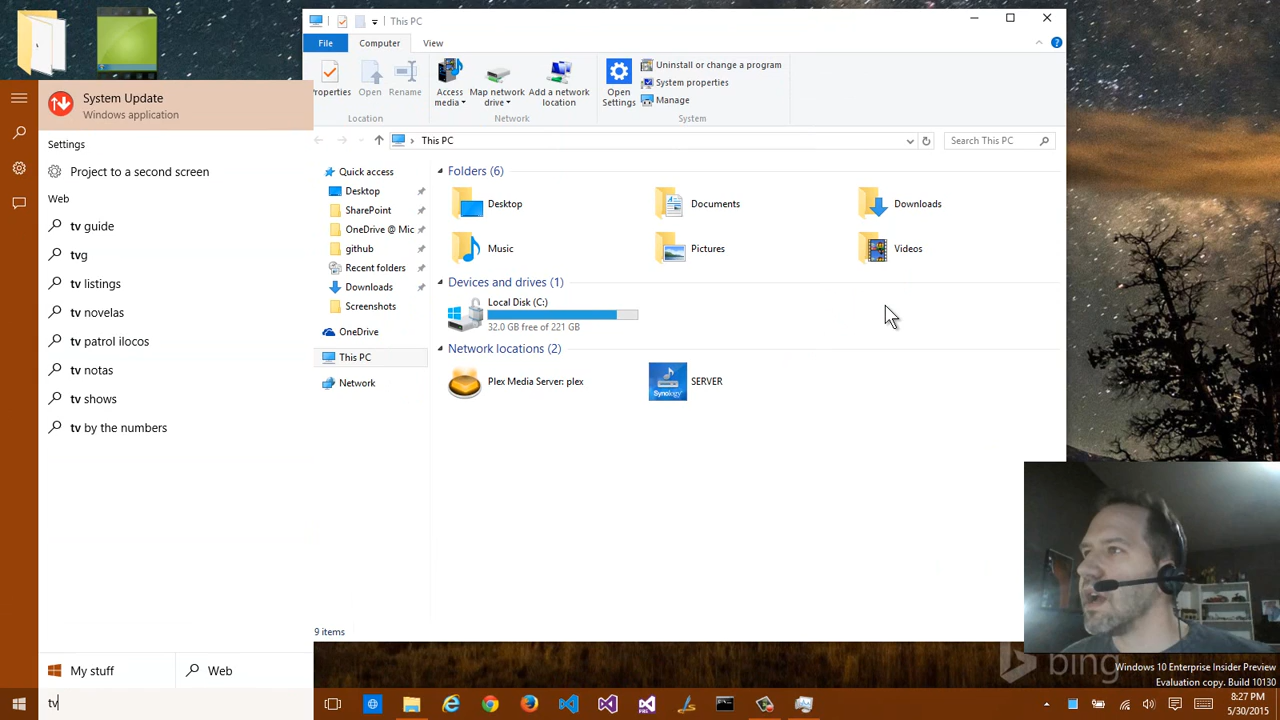 This PC
File
Computer
View
Properties
Open
Rename
Location
Access media
Map network drive
Add a network location
Network
Open Settings
Uninstall or change a program
System properties
Manage
System
This PC
Search This PC
System Update
Windows application
Settings
Project to a second screen
Web
tv guide
tvg
tv listings
tv novelas
tv patrol ilocos
tv notas
tv shows
tv by the numbers
My stuff
Web
tv
Quick access
Desktop
SharePoint
OneDrive @ Mic
github
Recent folders
Downloads
Screenshots
OneDrive
This PC
Network
Folders (6)
Desktop
Documents
Downloads
Music
Pictures
Videos
Devices and drives (1)
Local Disk (C:)
32.0 GB free of 221 GB
Network locations (2)
Plex Media Server: plex
Synology
SERVER
9 items
bing
Windows 10 Enterprise Insider Preview
Evaluation copy. Build 10130
8:27 PM
5/30/2015